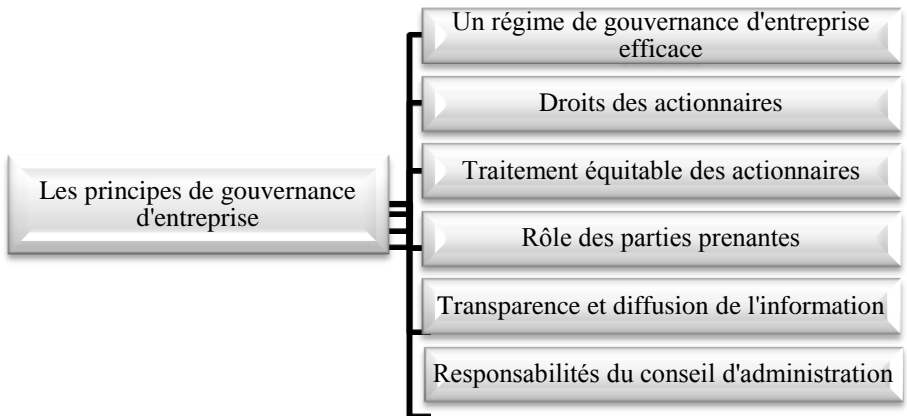 Un régime de gouvernance d'entreprise
efficace
Droits des actionnaires
Traitement équitable des actionnaires
Les principes de gouvernance
d'entreprise
Rôle des parties prenantes
Transparence et diffusion de l'information
Responsabilités du conseil d'administration